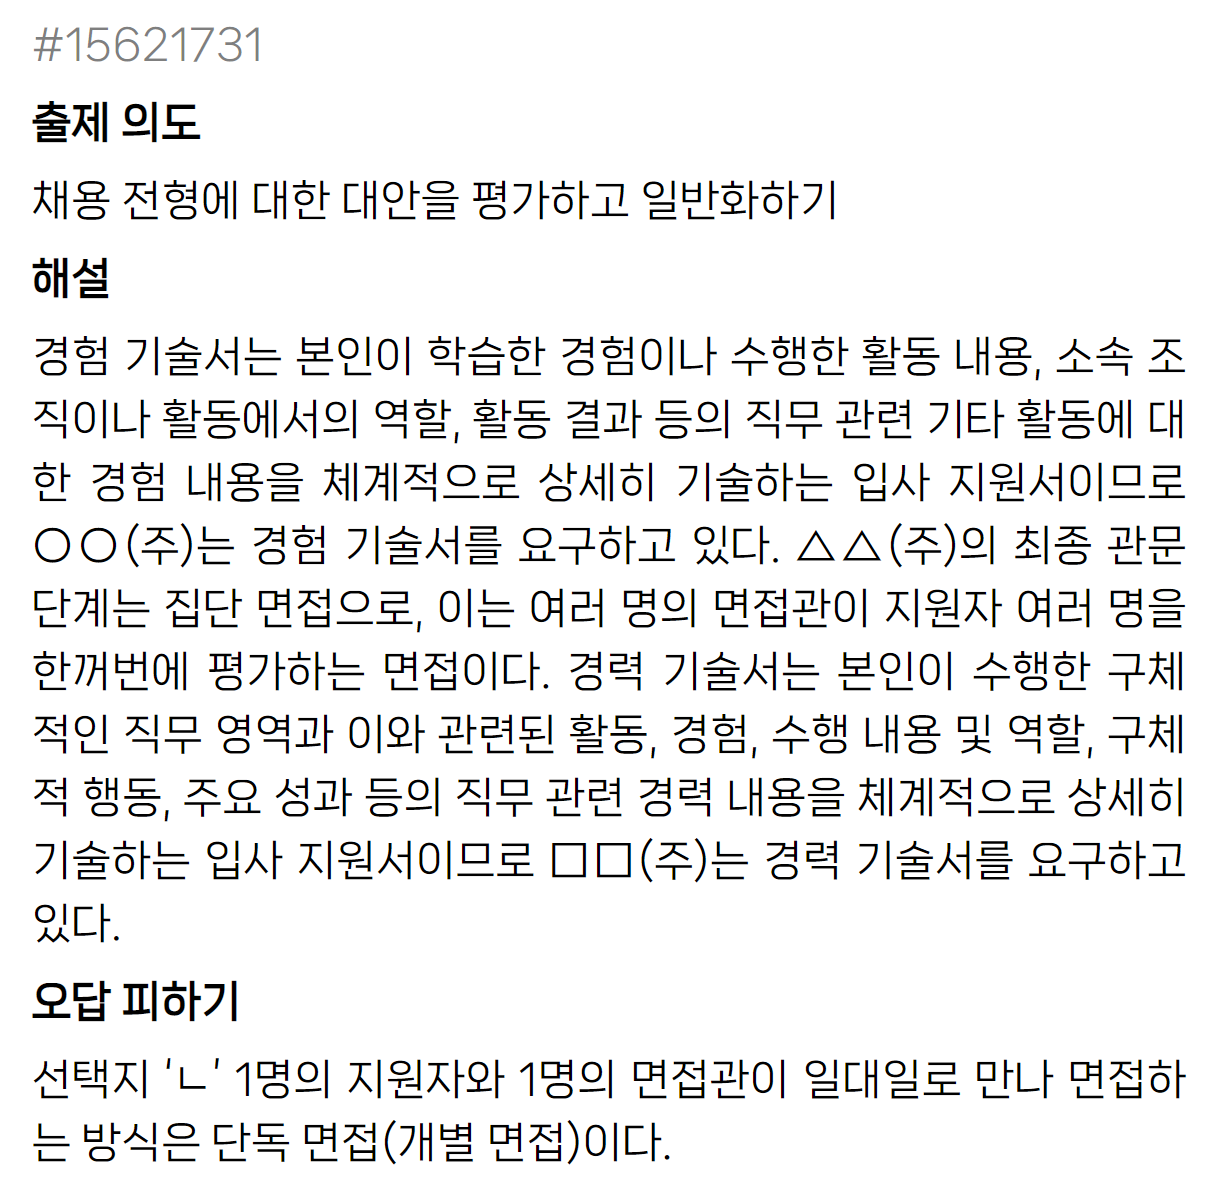 #15621731
출제 의도
채용 전형에 대한 대안을 평가하고 일반화하기
해설
경험 기술서는 본인이 학습한 경험이나 수행한 활동 내용, 소속 조
직이나 활동에서의 역할, 활동 결과 등의 직무 관련 기타 활동에 대
한 경험 내용을 체계적으로 상세히 기술하는 입사 지원서이므로
○○(주)는 경험 기술서를 요구하고 있다. △△(주)의 최종 관문
단계는 집단 면접으로, 이는 여러 명의 면접관이 지원자 여러 명을
한꺼번에 평가하는 면접이다. 경력 기술서는 본인이 수행한 구체
적인 직무 영역과 이와 관련된 활동, 경험, 수행 내용 및 역할, 구체
적 행동, 주요 성과 등의 직무 관련 경력 내용을 체계적으로 상세히
기술하는 입사 지원서이므로 □□(주)는 경력 기술서를 요구하고
있다.
오답 피하기
선택지 ‘ㄴ’ 1명의 지원자와 1명의 면접관이 일대일로 만나 면접하
는 방식은 단독 면접(개별 면접)이다.